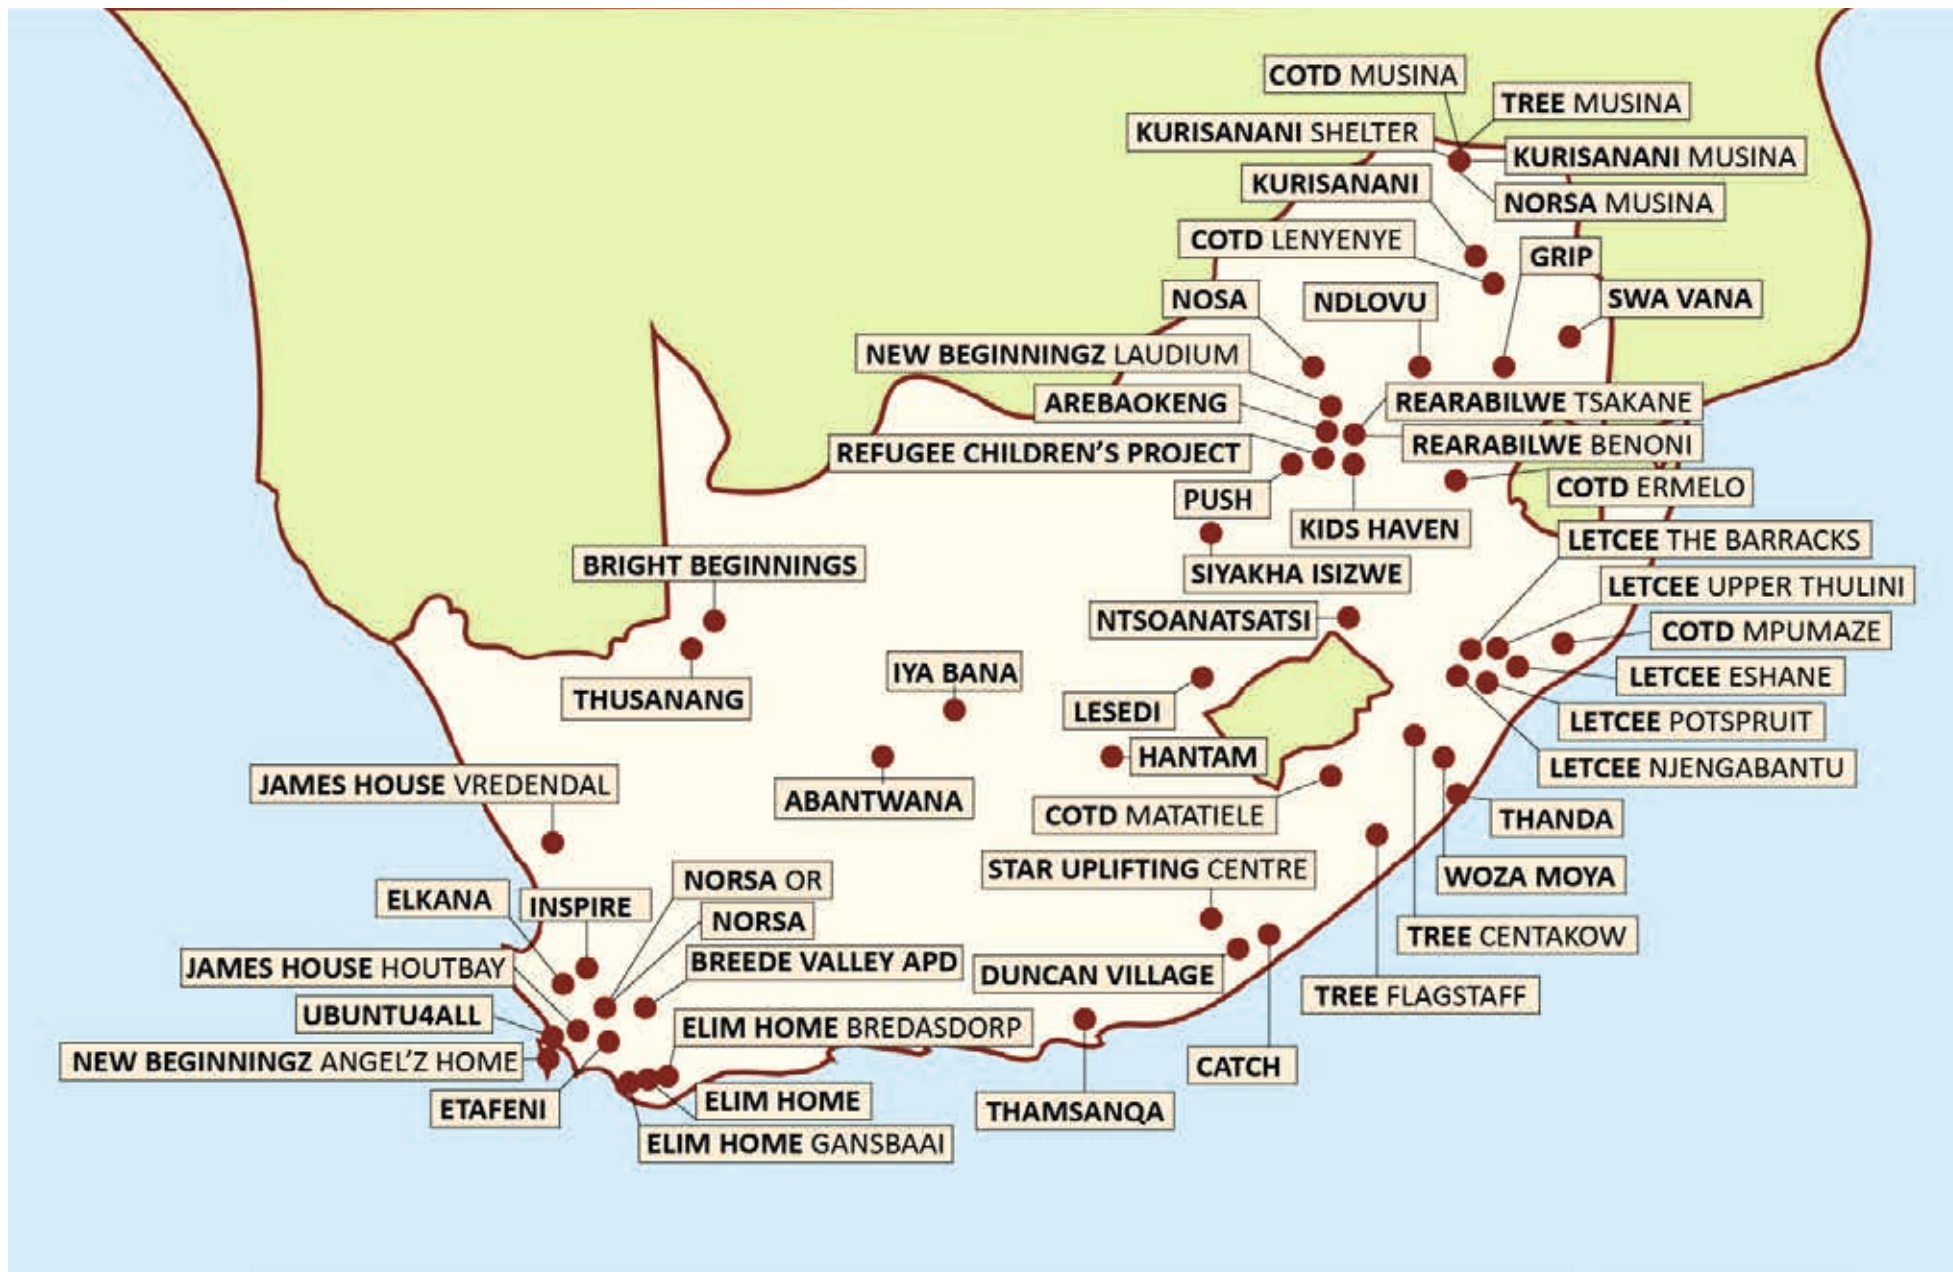 COTD MUSINA
TREE MUSINA
KURISANANI SHELTER
KURISANANI MUSINA
KURISANANI
NORSA MUSINA
COTD LENYENYE
GRIP
NOSA
NDLOVU
SWA VANA
NEW BEGINNINGZ LAUDIUM
AREBAOKENG
REARABILWE TSAKANE
REFUGEE CHILDREN'S PROJECT
REARABILWE BENONI
COTD ERMELO
PUSH
KIDS HAVEN
LETCEE THE BARRACKS
BRIGHT BEGINNINGS
SIYAKHA ISIZWE
LETCEE UPPER THULINI
NTSOANATSATSI
COTD MPUMAZE
IYA BANA
LETCEE ESHANE
THUSANANG
LESEDI
LETCEE POTSPRUIT
HANTAM
LETCEE NJENGABANTU
JAMES HOUSE VREDENDAL
ABANTWANA
COTD MATATIELE
THANDA
STAR UPLIFTING CENTRE
WOZA MOYA
NORSA OR
ELKANA
INSPIRE
NORSA
TREE CENTAKOW
JAMES HOUSE HOUTBAY
BREEDE VALLEY APD
DUNCAN VILLAGE
TREE FLAGSTAFF
UBUNTU4ALL
ELIM HOME BREDASDORP
NEW BEGINNINGZ ANGEL'Z HOME
CATCH
ETAFENI
ELIM HOME
THAMSANQA
ELIM HOME GANSBAAI